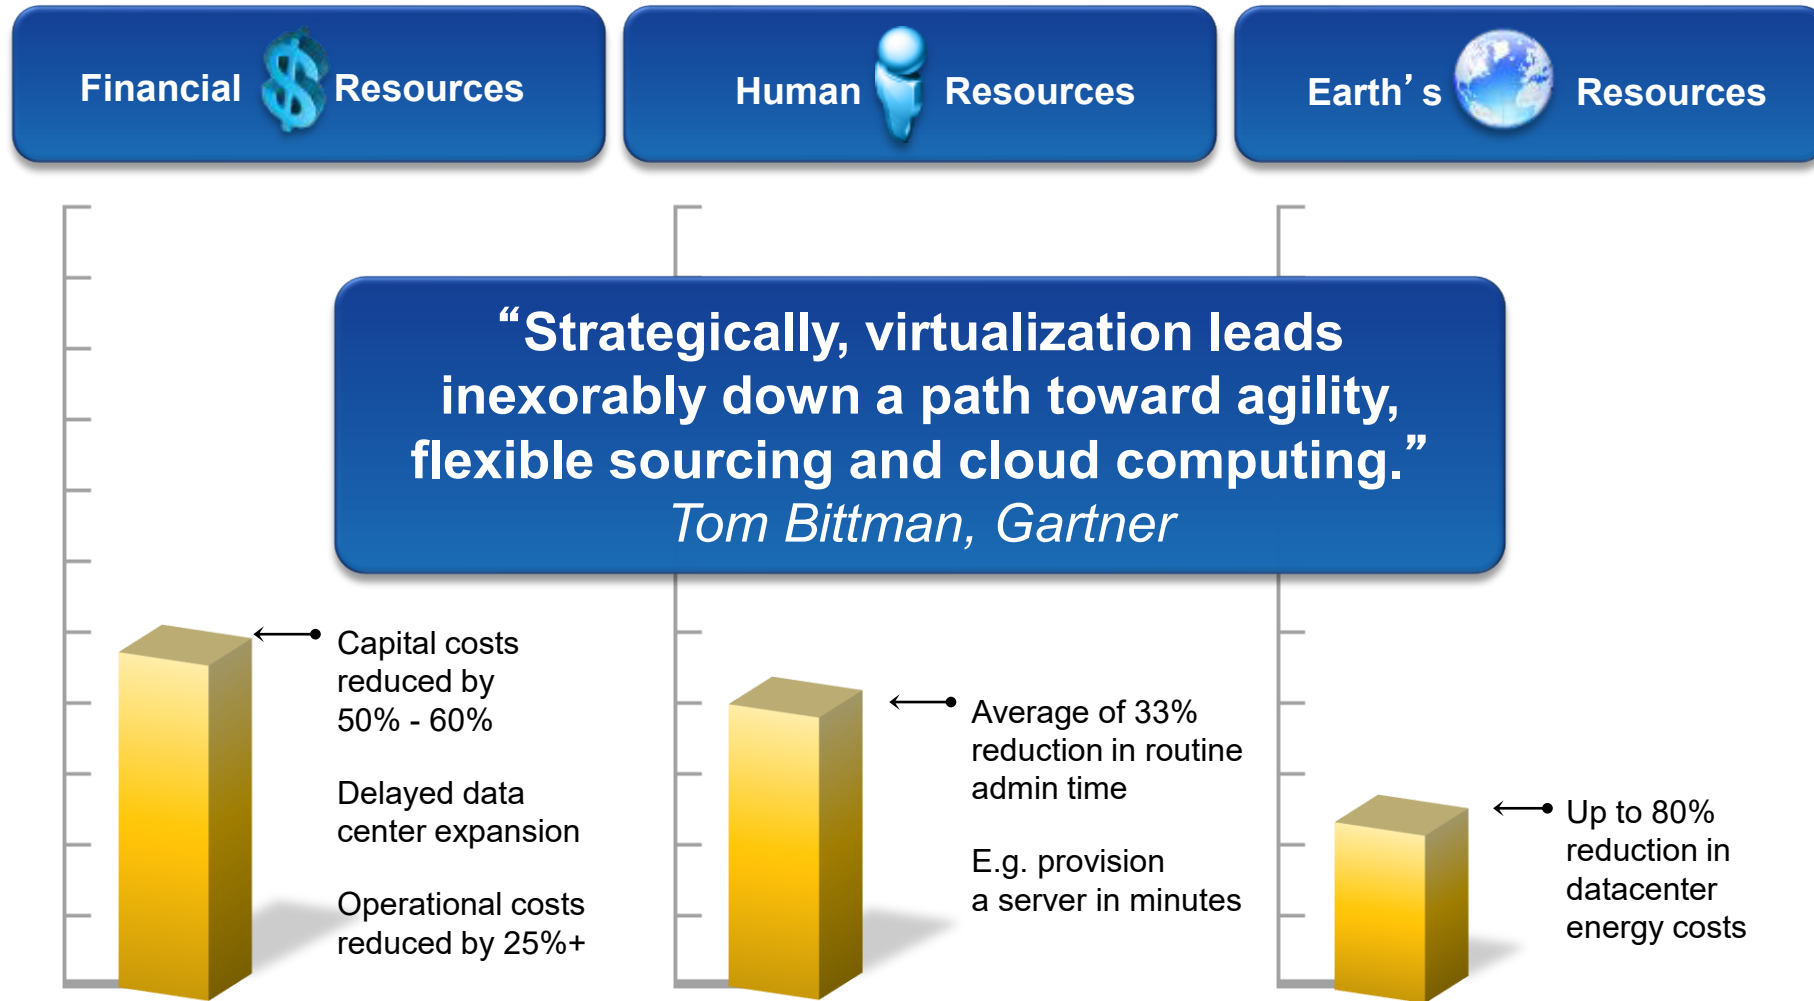 Financial Resources
Human Resources
Earth’s Resources
“Strategically, virtualization leads
inexorably down a path toward agility,
flexible sourcing and cloud computing.”
Tom Bittman, Gartner
Capital costs
reduced by
50% - 60%
Delayed data
center expansion
Operational costs
reduced by 25%+
Average of 33%
reduction in routine
admin time
E.g. provision
a server in minutes
Up to 80%
reduction in
datacenter
energy costs